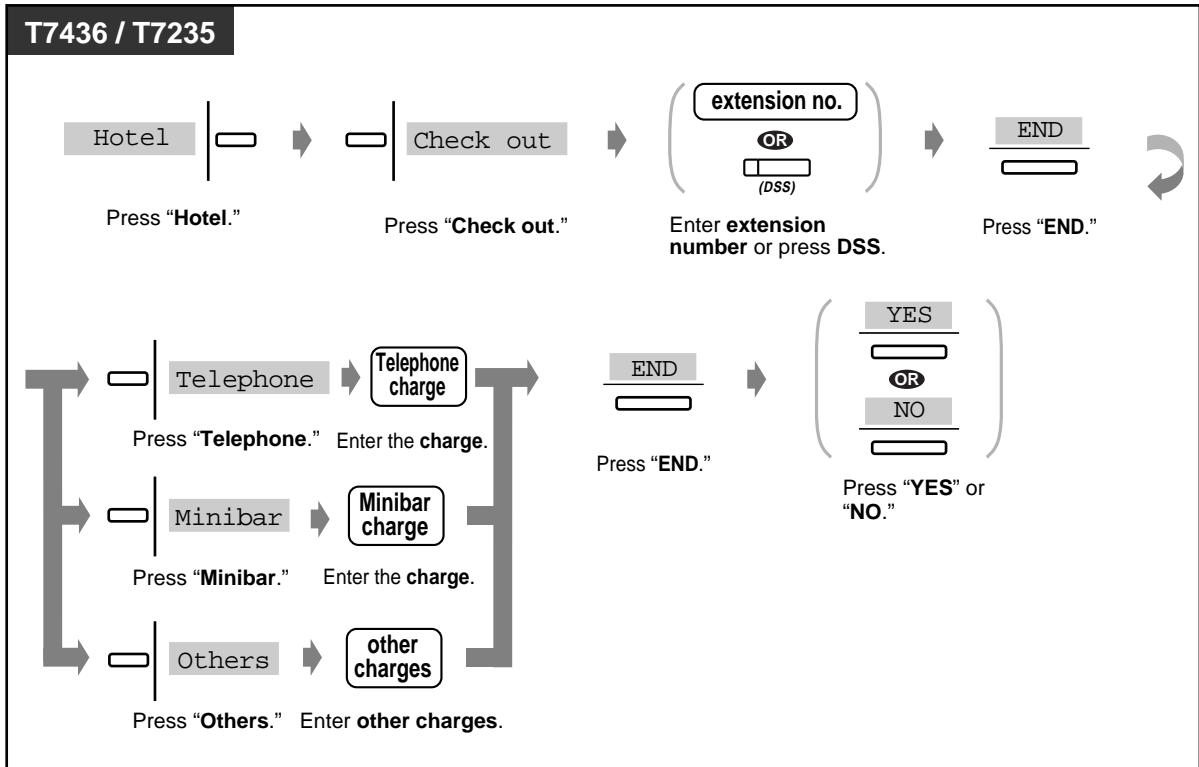 T7436 / T7235
Hotel
Check out
extension no.
OR
(DSS)
END
Press “Hotel.”
Press “Check out.”
Enter extension
number or press DSS.
Press “END.”
Telephone
Telephone
charge
Press “Telephone.”
Enter the charge.
Minibar
Minibar
charge
Press “Minibar.”
Enter the charge.
Others
other
charges
Press “Others.”
Enter other charges.
END
Press “END.”
YES
OR
NO
Press “YES” or
“NO.”